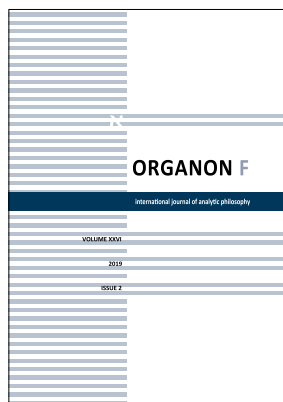 ORGANON F
international journal of analytic philosophy
VOLUME XXVI
2019
ISSUE 2